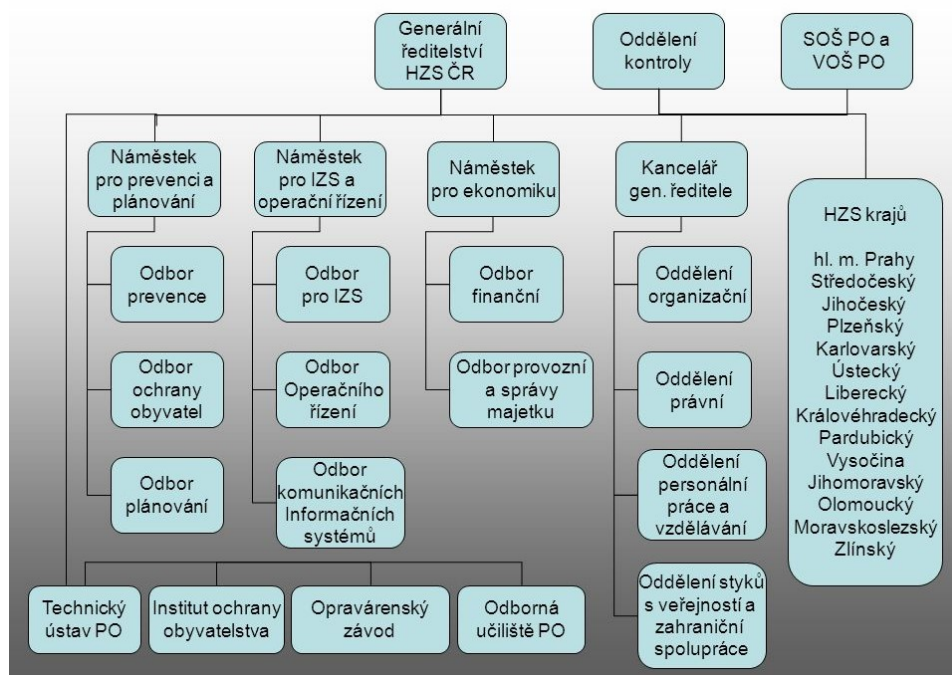 Generální
ředitelství
HZS ČR
Oddělení
kontroly
SOŠ PO a
VOŠ PO
Náměstek
pro prevenci a
plánování
Náměstek
pro IZS a
operační řízení
Náměstek
pro ekonomiku
Kancelář
gen. ředitele
HZS krajů
hl. m. Prahy
Středočeský
Jihočeský
Plzeňský
Karlovarský
Ústecký
Liberecký
Královéhradecký
Pardubický
Vysočina
Jihomoravský
Olomoucký
Moravskoslezský
Zlínský
Odbor
prevence
Odbor
pro IZS
Odbor
finanční
Oddělení
organizační
Odbor
ochrany
obyvatel
Odbor
Operačního
řízení
Odbor provozní
a správy
majetku
Oddělení
právní
Odbor
plánování
Odbor
komunikačních
Informačních
systémů
Oddělení
personální
práce a
vzdělávání
Technický
ústav PO
Institut ochrany
obyvatelstva
Opravárenský
závod
Odborná
učiliště PO
Oddělení styků
s veřejností a
zahraniční
spolupráce